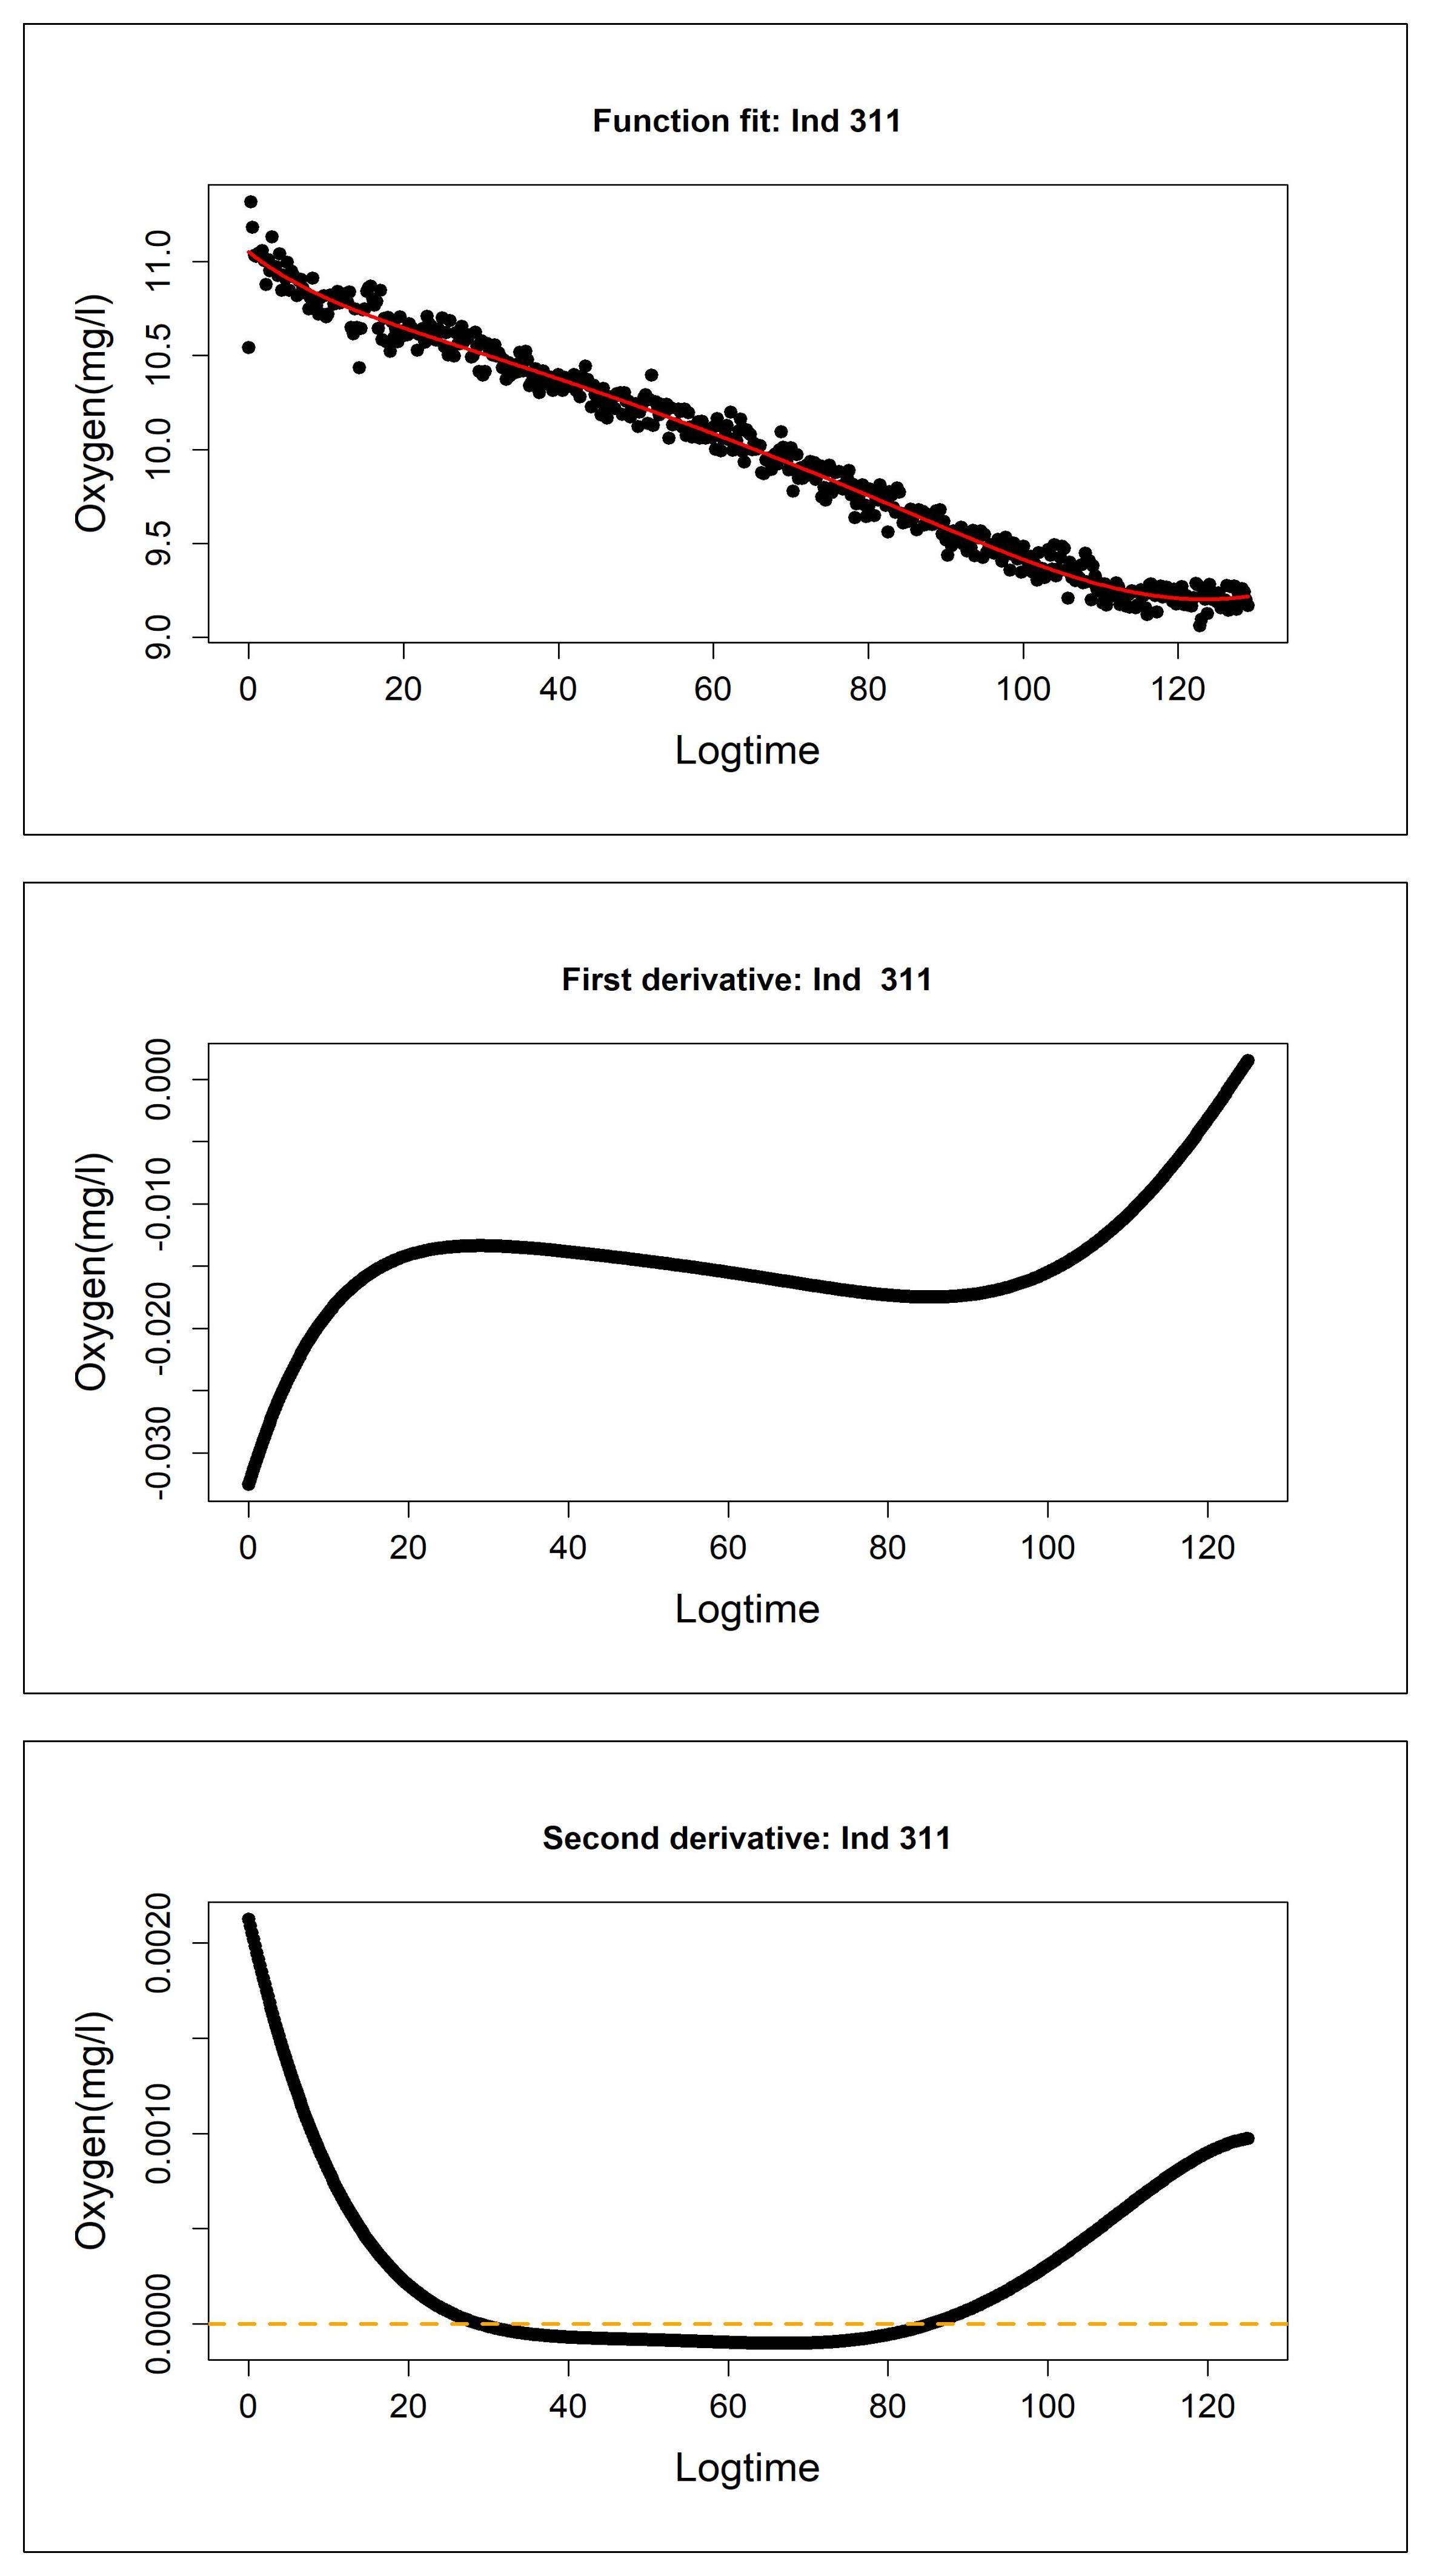 Function fit: Ind 311
Oxygen(mg/l)
11.0
10.5
10.0
9.5
9.0
0 20 40 60 80 100 120
Logtime
First derivative: Ind  311
Oxygen(mg/l)
0.000
-0.010
-0.020
-0.030
0 20 40 60 80 100 120
Logtime
Second derivative: Ind 311
Oxygen(mg/l)
0.0020
0.0010
0.0000
0 20 40 60 80 100 120
Logtime